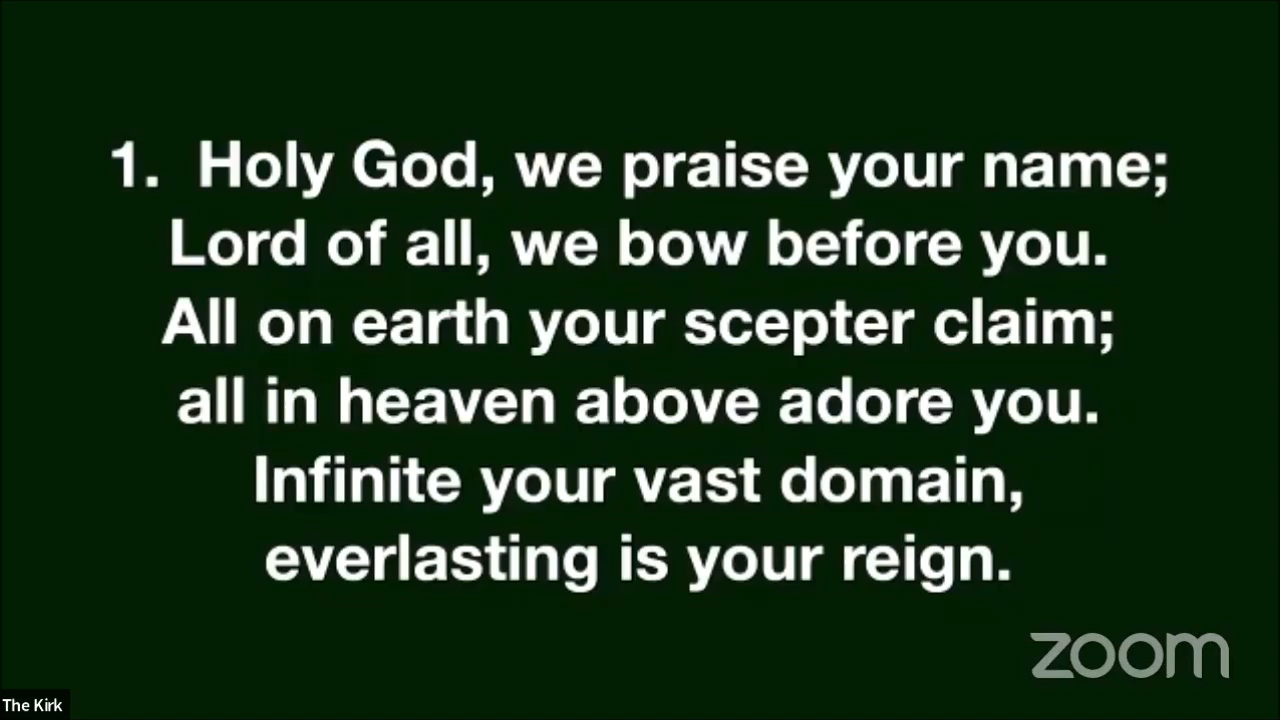 1. Holy God, we praise your name;
Lord of all, we bow before you.
All on earth your scepter claim;
all in heaven above adore you.
Infinite your vast domain,
everlasting is your reign.
zoom
The Kirk